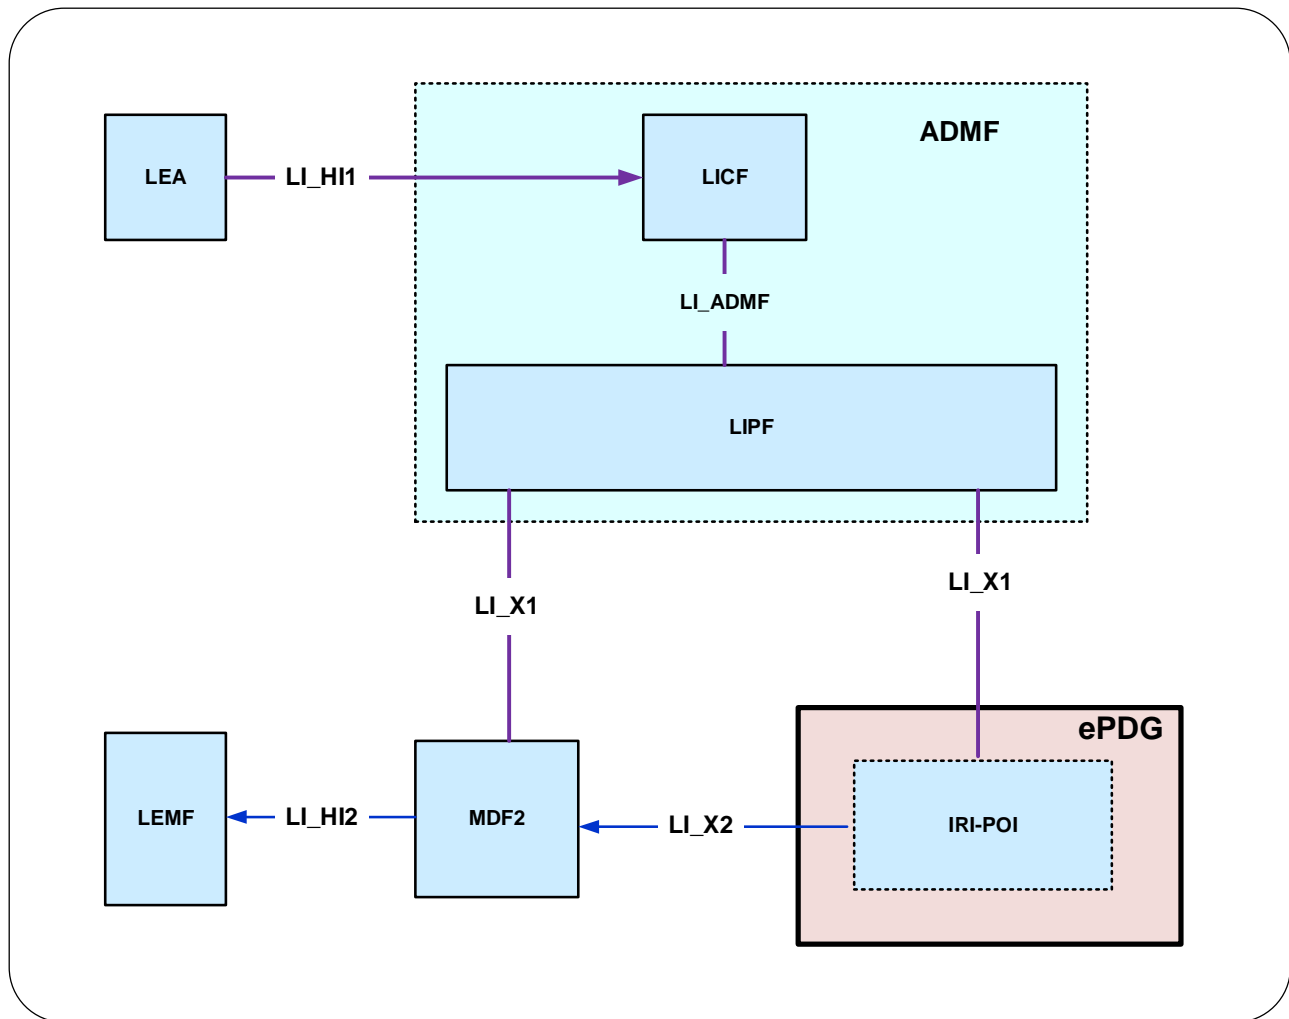 ADMF
LEA
LI_HI1
LICF
LI_ADMF
LIPF
LI_X1
LI_X1
ePDG
LEMF
LI_HI2
MDF2
LI_X2
IRI-POI